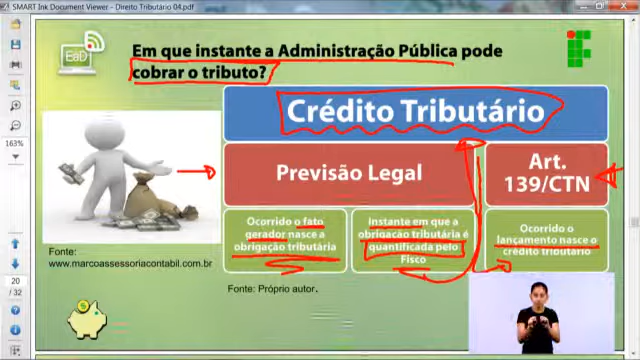 SMART Ink Document Viewer - Direito Tributário 04.pdf
EaD
Em que instante a Administração Pública pode
cobrar o tributo?
Crédito Tributário
Previsão Legal
Art.
139/CTN
Ocorrido o fato
gerador nasce a
obrigação tributária
Instante em que a
obrigação tributária é
quantificada pelo
Fisco
Ocorrido o
lançamento nasce o
crédito tributário
Fonte:
www.marcoassessoriacontabil.com.br
Fonte: Próprio autor.
163%
20
/ 32